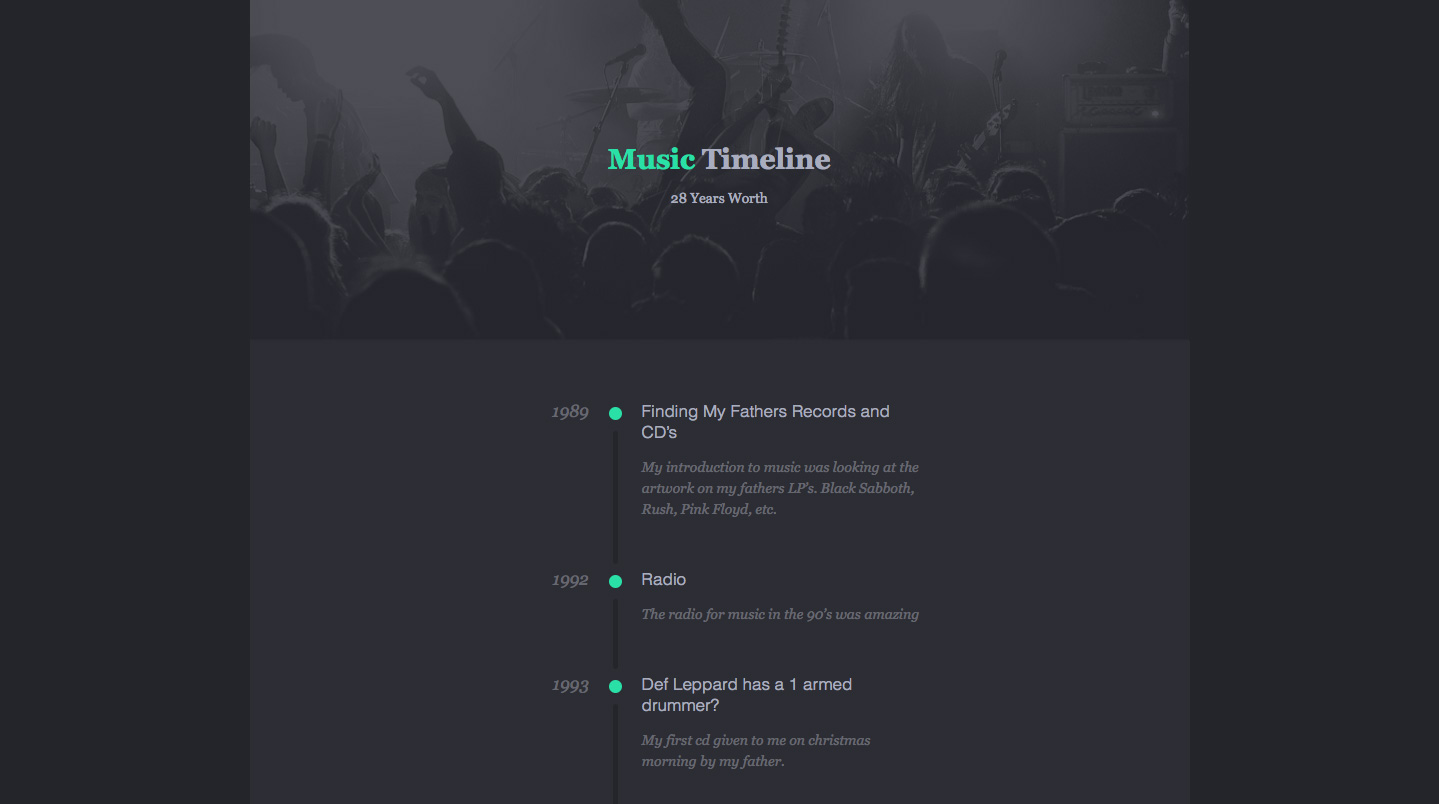 Music Timeline
28 Years Worth
1989
Finding My Fathers Records and
CD's
My introduction to music was looking at the
artwork on my fathers LP's. Black Sabboth,
Rush, Pink Floyd, etc.
1992
Radio
The radio for music in the 90's was amazing
1993
Def Leppard has a 1 armed
drummer?
My first cd given to me on christmas
morning by my father.